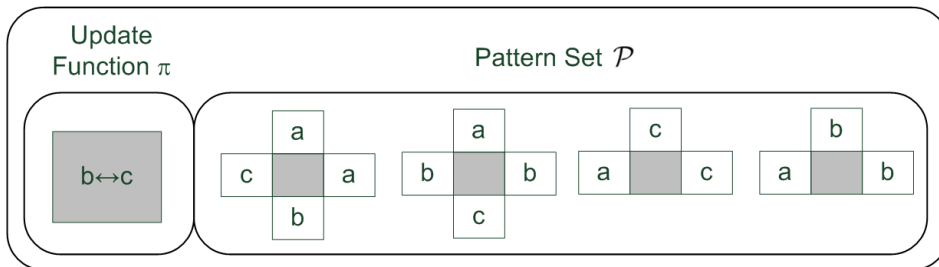 Update
Function π
Pattern Set 𝒫
b↔c
a
c a
b
a
b b
c
c
a c
b
a b